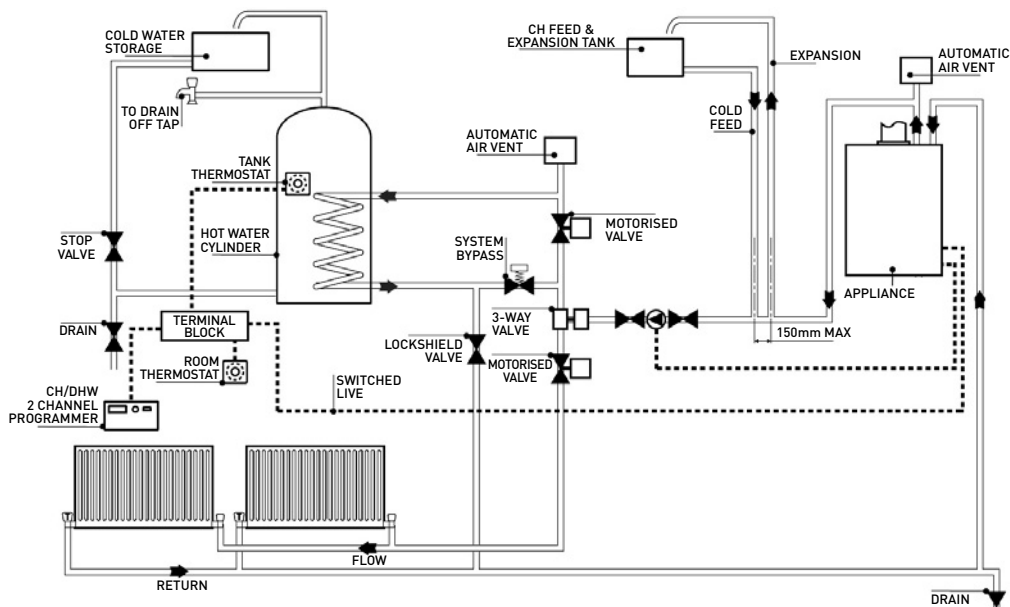 COLD WATER
STORAGE
TO DRAIN
OFF TAP
CH FEED &
EXPANSION TANK
EXPANSION
AUTOMATIC
AIR VENT
COLD
FEED
AUTOMATIC
AIR VENT
TANK
THERMOSTAT
MOTORISED
VALVE
STOP
VALVE
HOT WATER
CYLINDER
SYSTEM
BYPASS
APPLIANCE
DRAIN
TERMINAL
BLOCK
3-WAY
VALVE
150mm MAX
LOCKSHIELD
VALVE
ROOM
THERMOSTAT
MOTORISED
VALVE
SWITCHED
LIVE
CH/DHW
2 CHANNEL
PROGRAMMER
T
T
FLOW
RETURN
DRAIN